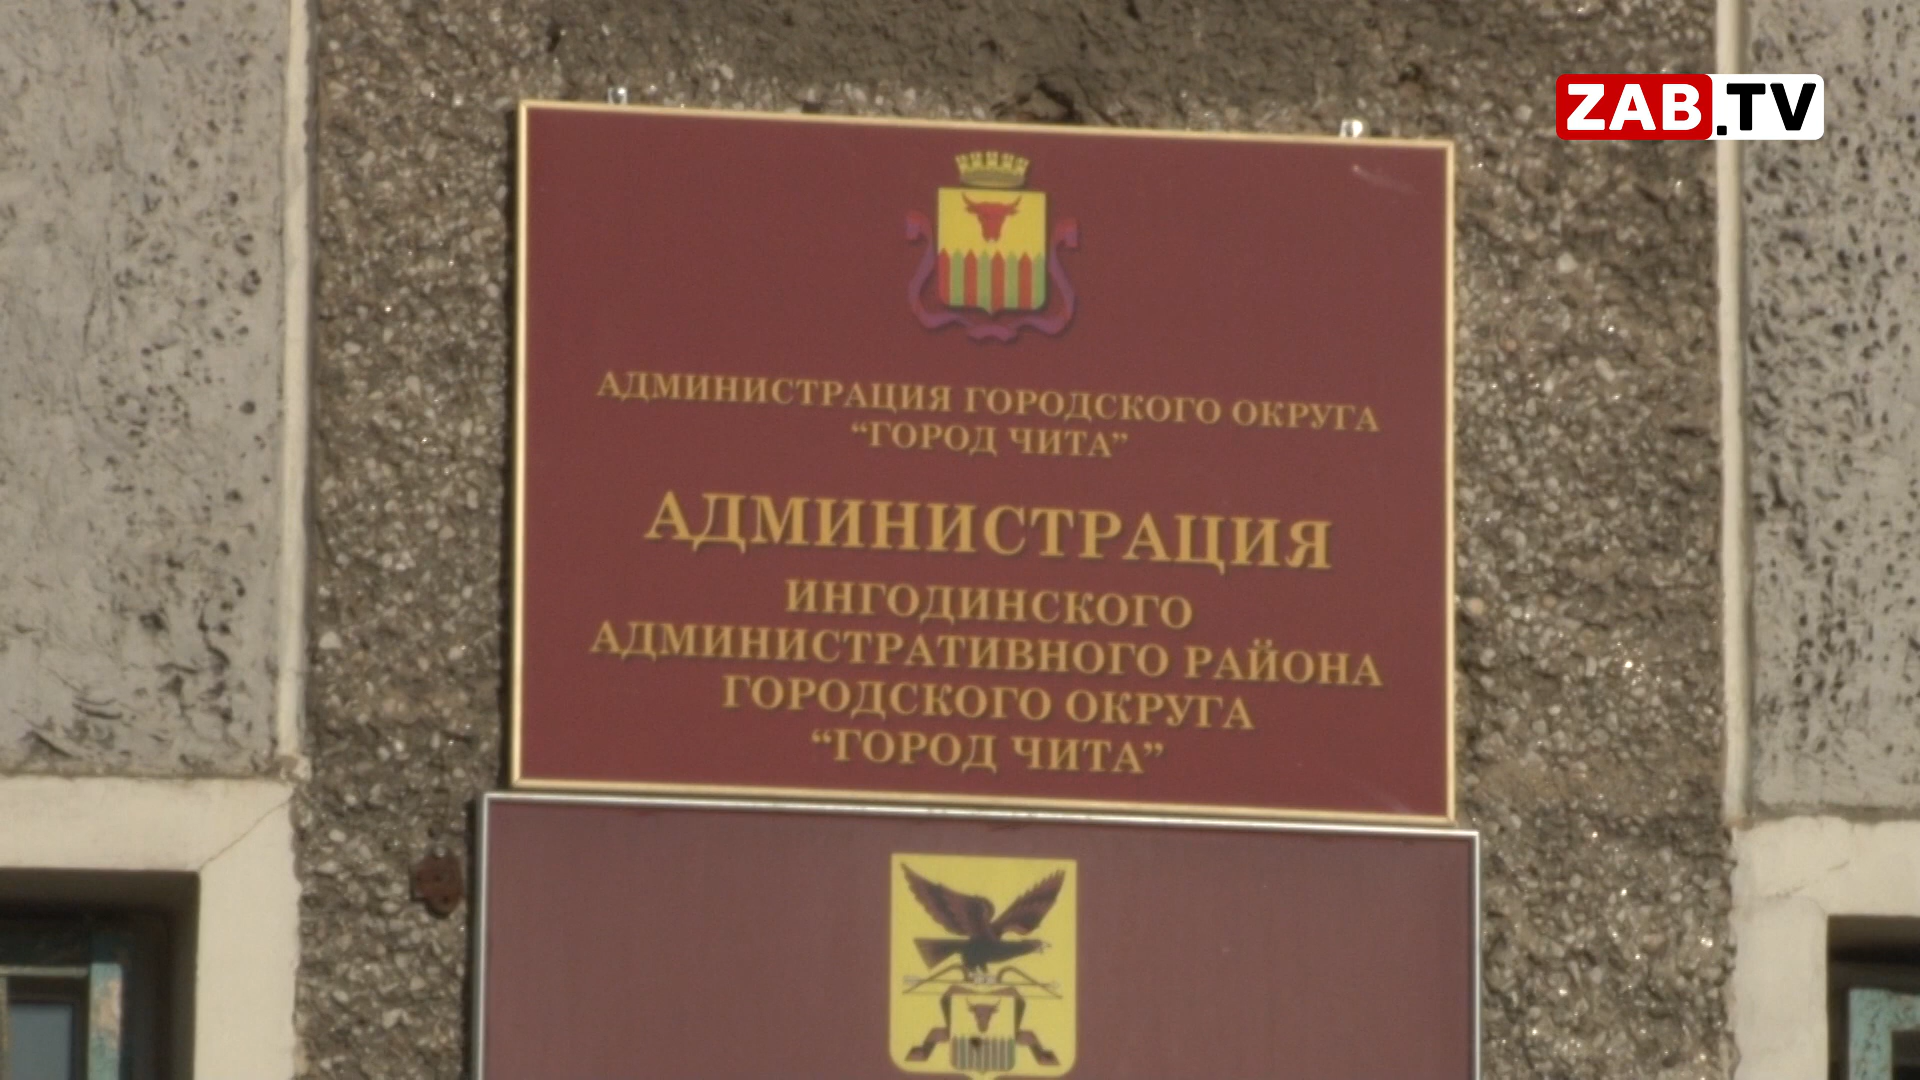 ZAB.TV
АДМИНИСТРАЦИЯ ГОРОДСКОГО ОКРУГА
“ГОРОД ЧИТА”
АДМИНИСТРАЦИЯ
ИНГОДИНСКОГО
АДМИНИСТРАТИВНОГО РАЙОНА
ГОРОДСКОГО ОКРУГА
“ГОРОД ЧИТА”